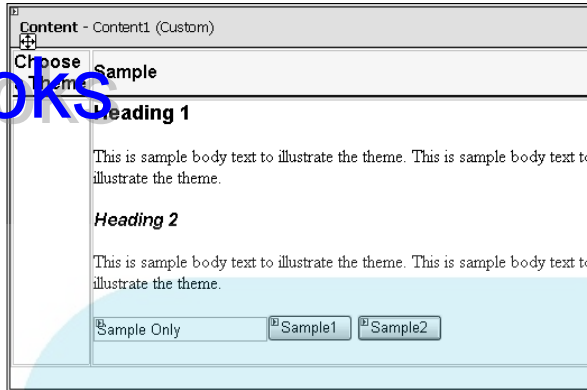 Content - Content1 (Custom)
Choose
a Theme
Sample
oks
Heading 1
This is sample body text to illustrate the theme. This is sample body text to
illustrate the theme.
Heading 2
This is sample body text to illustrate the theme. This is sample body text to
illustrate the theme.
Sample Only Sample1 Sample2